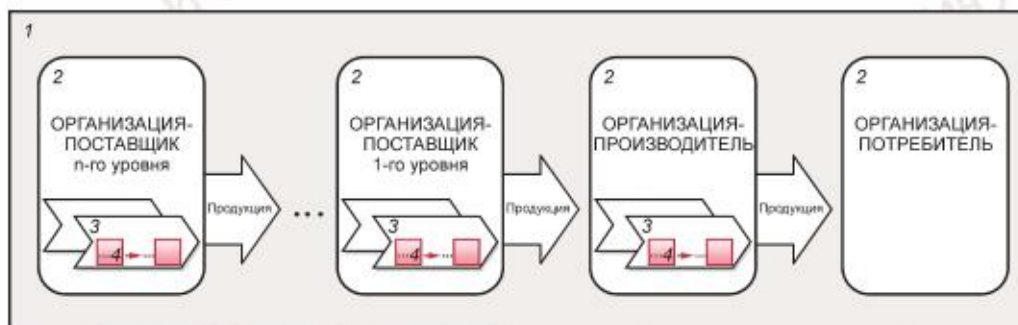 1
2
ОРГАНИЗАЦИЯ-
ПОСТАВЩИК
n-го уровня
3
4
Продукция
...
2
ОРГАНИЗАЦИЯ-
ПОСТАВЩИК
1-го уровня
3
4
Продукция
2
ОРГАНИЗАЦИЯ-
ПРОИЗВОДИТЕЛЬ
3
4
Продукция
2
ОРГАНИЗАЦИЯ-
ПОТРЕБИТЕЛЬ